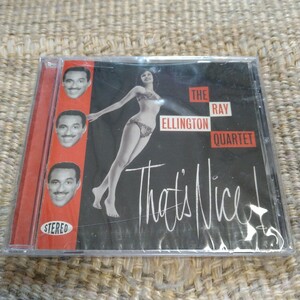 THE
RAY
ELLINGTON
QUARTET
That's Nice!
STEREO